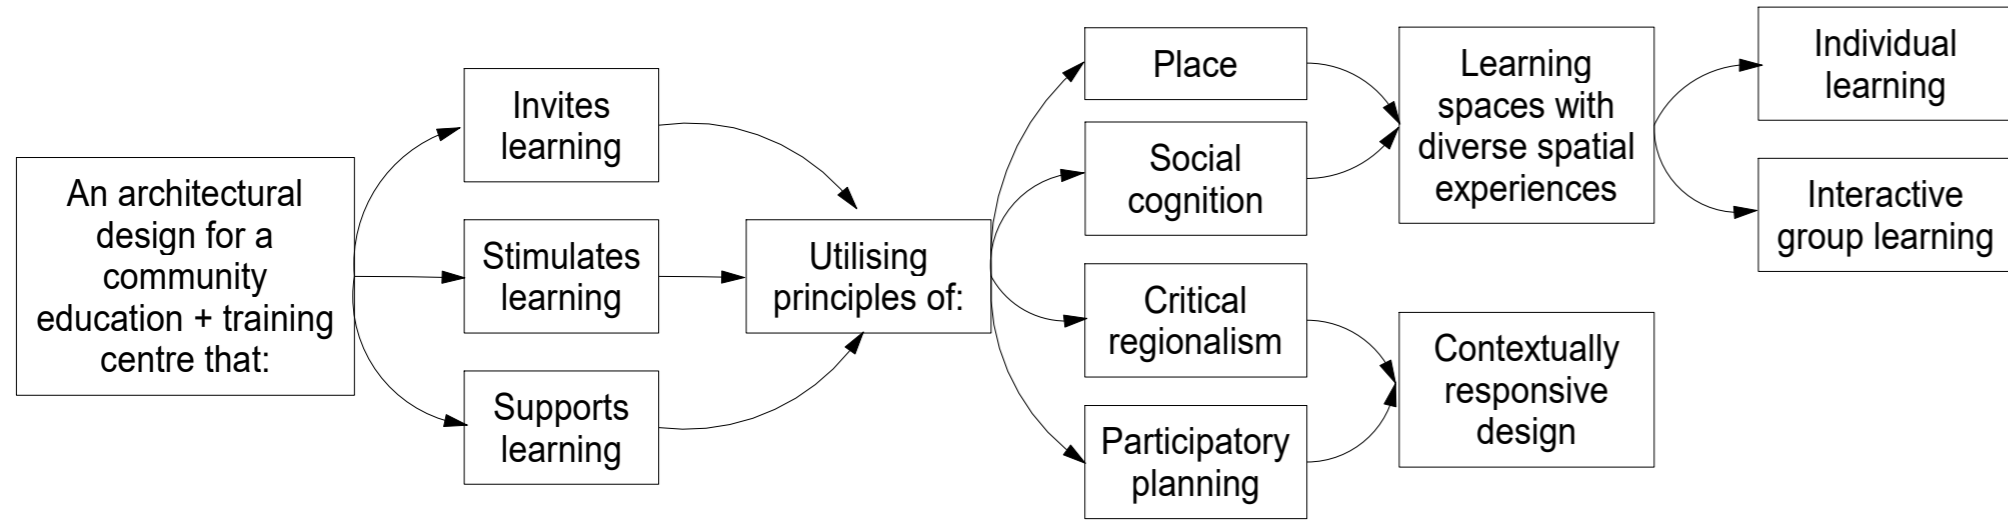 An architectural
design for a
community
education + training
centre that:
Invites
learning
Stimulates
learning
Supports
learning
Utilising
principles of:
Place
Social
cognition
Critical
regionalism
Participatory
planning
Learning
spaces with
diverse spatial
experiences
Contextually
responsive
design
Individual
learning
Interactive
group learning